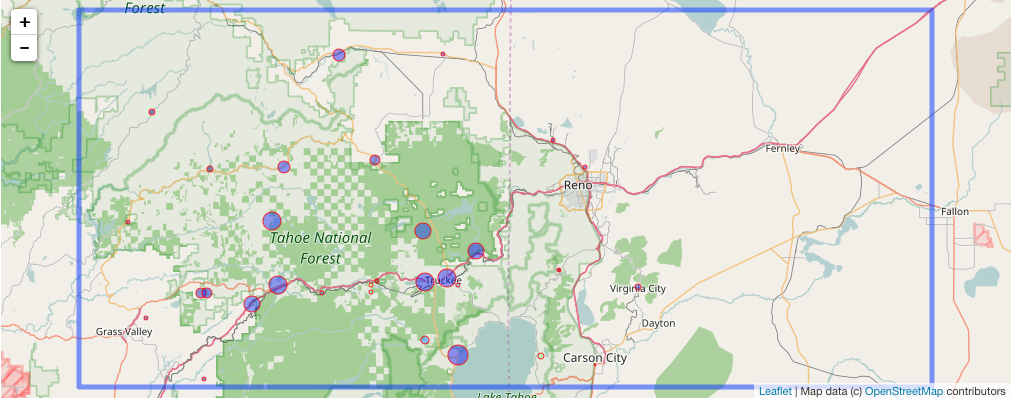 Forest
+
−
Fernley
Reno
Fallon
Tahoe National
Forest
Truckee
Virginia City
Grass Valley
Dayton
Carson City
Lake Tahoe
Leaflet | Map data (c) OpenStreetMap contributors